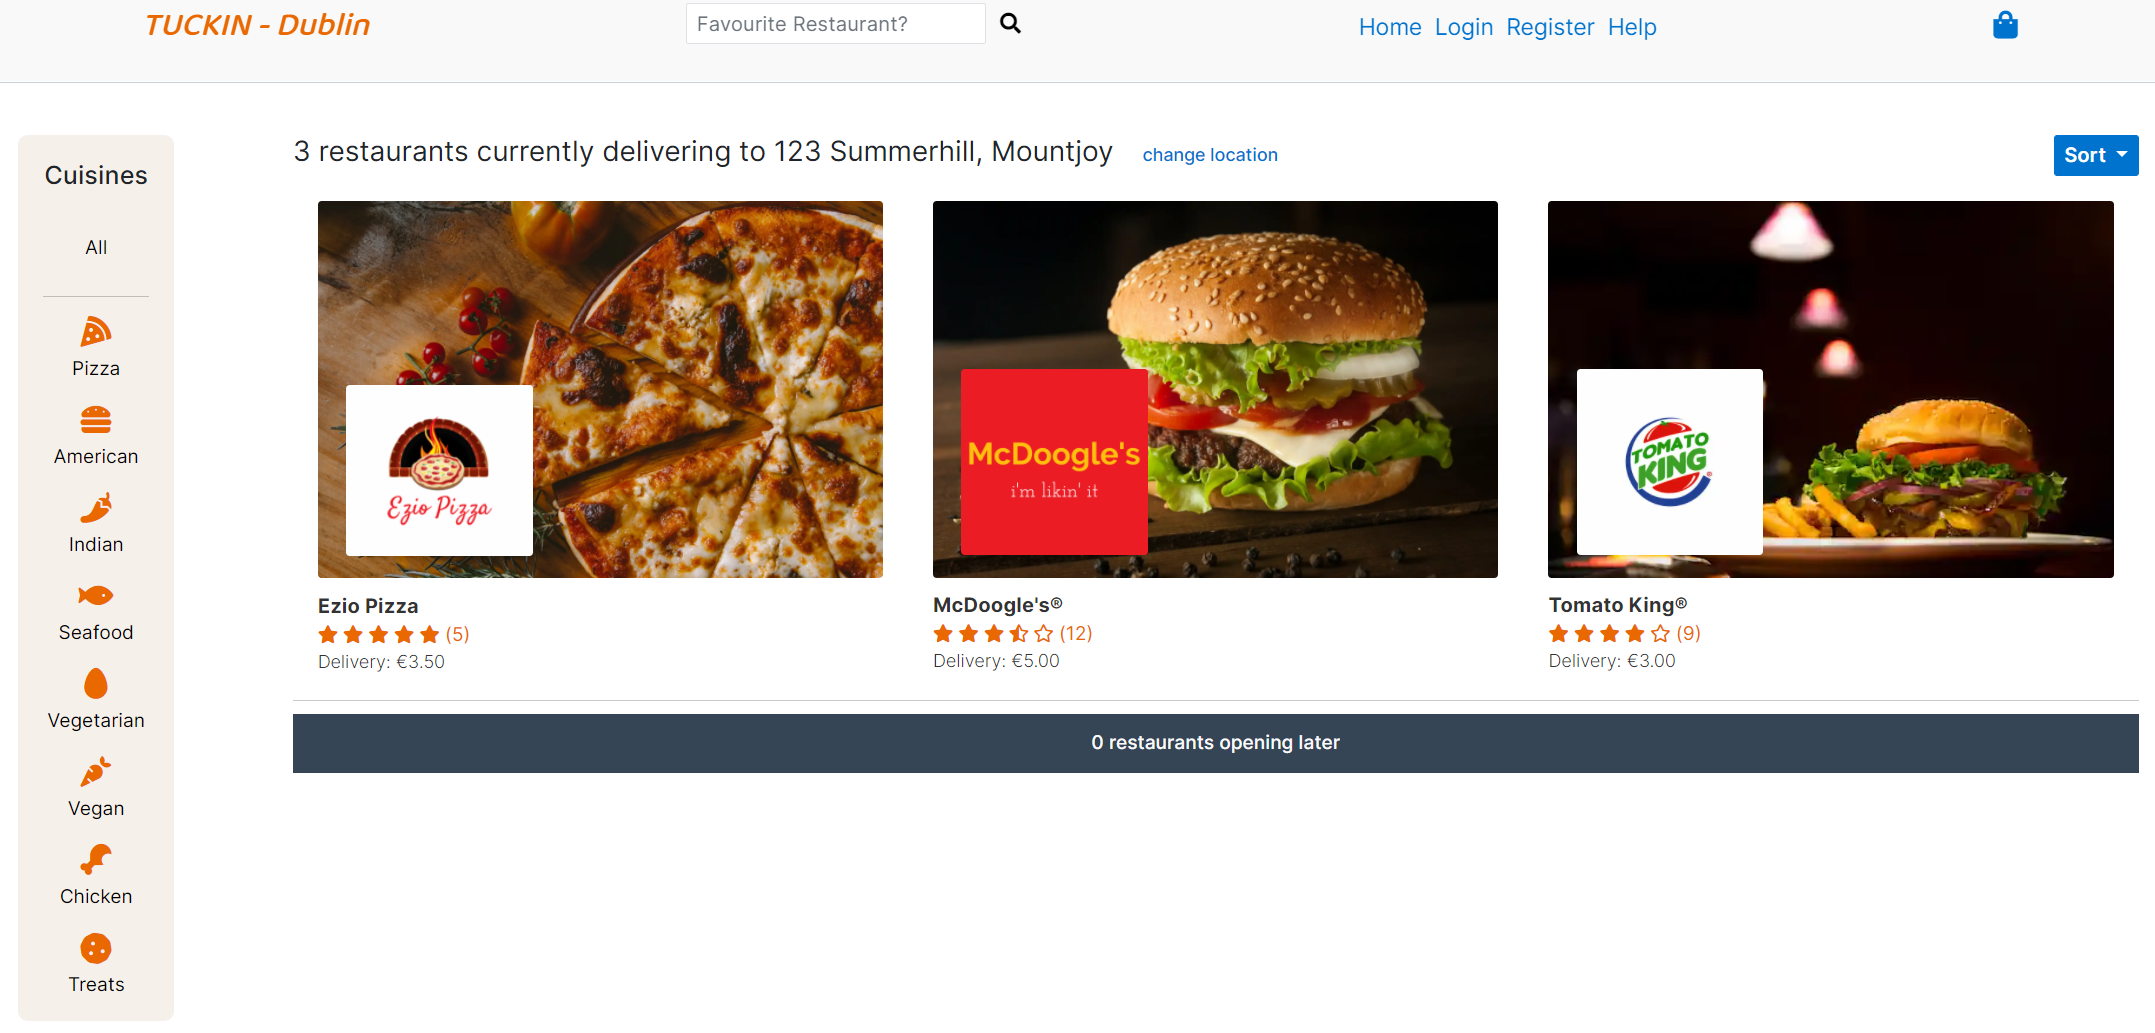 TUCKIN - Dublin
Favourite Restaurant?
Home Login Register Help
Cuisines
All
Pizza
American
Indian
Seafood
Vegetarian
Vegan
Chicken
Treats
3 restaurants currently delivering to 123 Summerhill, Mountjoy change location
Sort
Ezio Pizza
McDoogle's
i'm likin' it
TOMATO
KING®
Ezio Pizza
(5)
Delivery: €3.50
McDoogle's®
(12)
Delivery: €5.00
Tomato King®
(9)
Delivery: €3.00
0 restaurants opening later